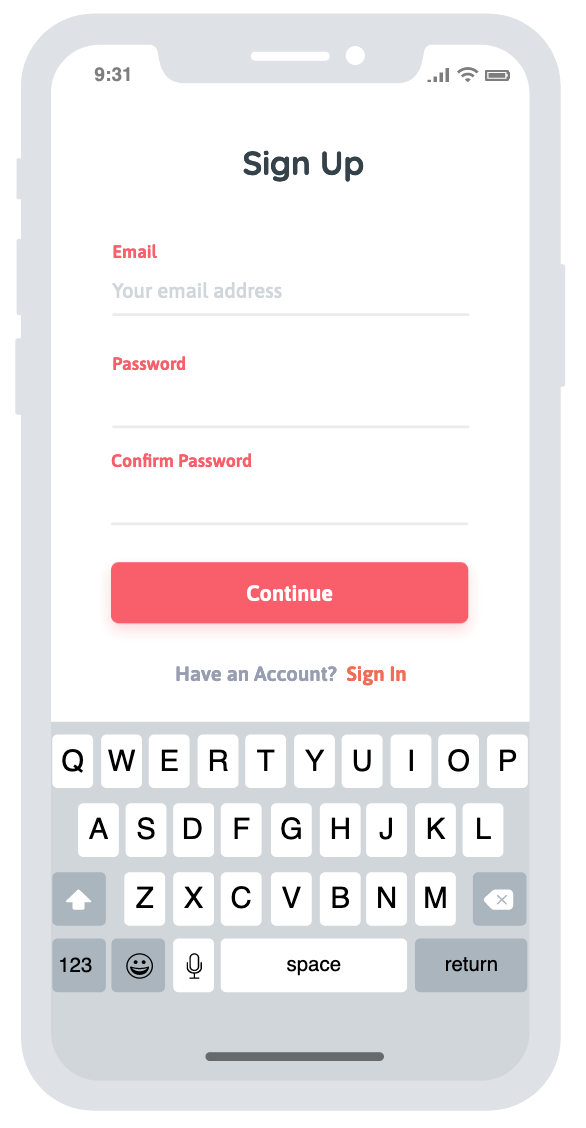 9:31
Sign Up
Email
Your email address
Password
Confirm Password
Continue
Have an Account? Sign In
Q W E R T Y U I O P
A S D F G H J K L
Z X C V B N M
123 space return